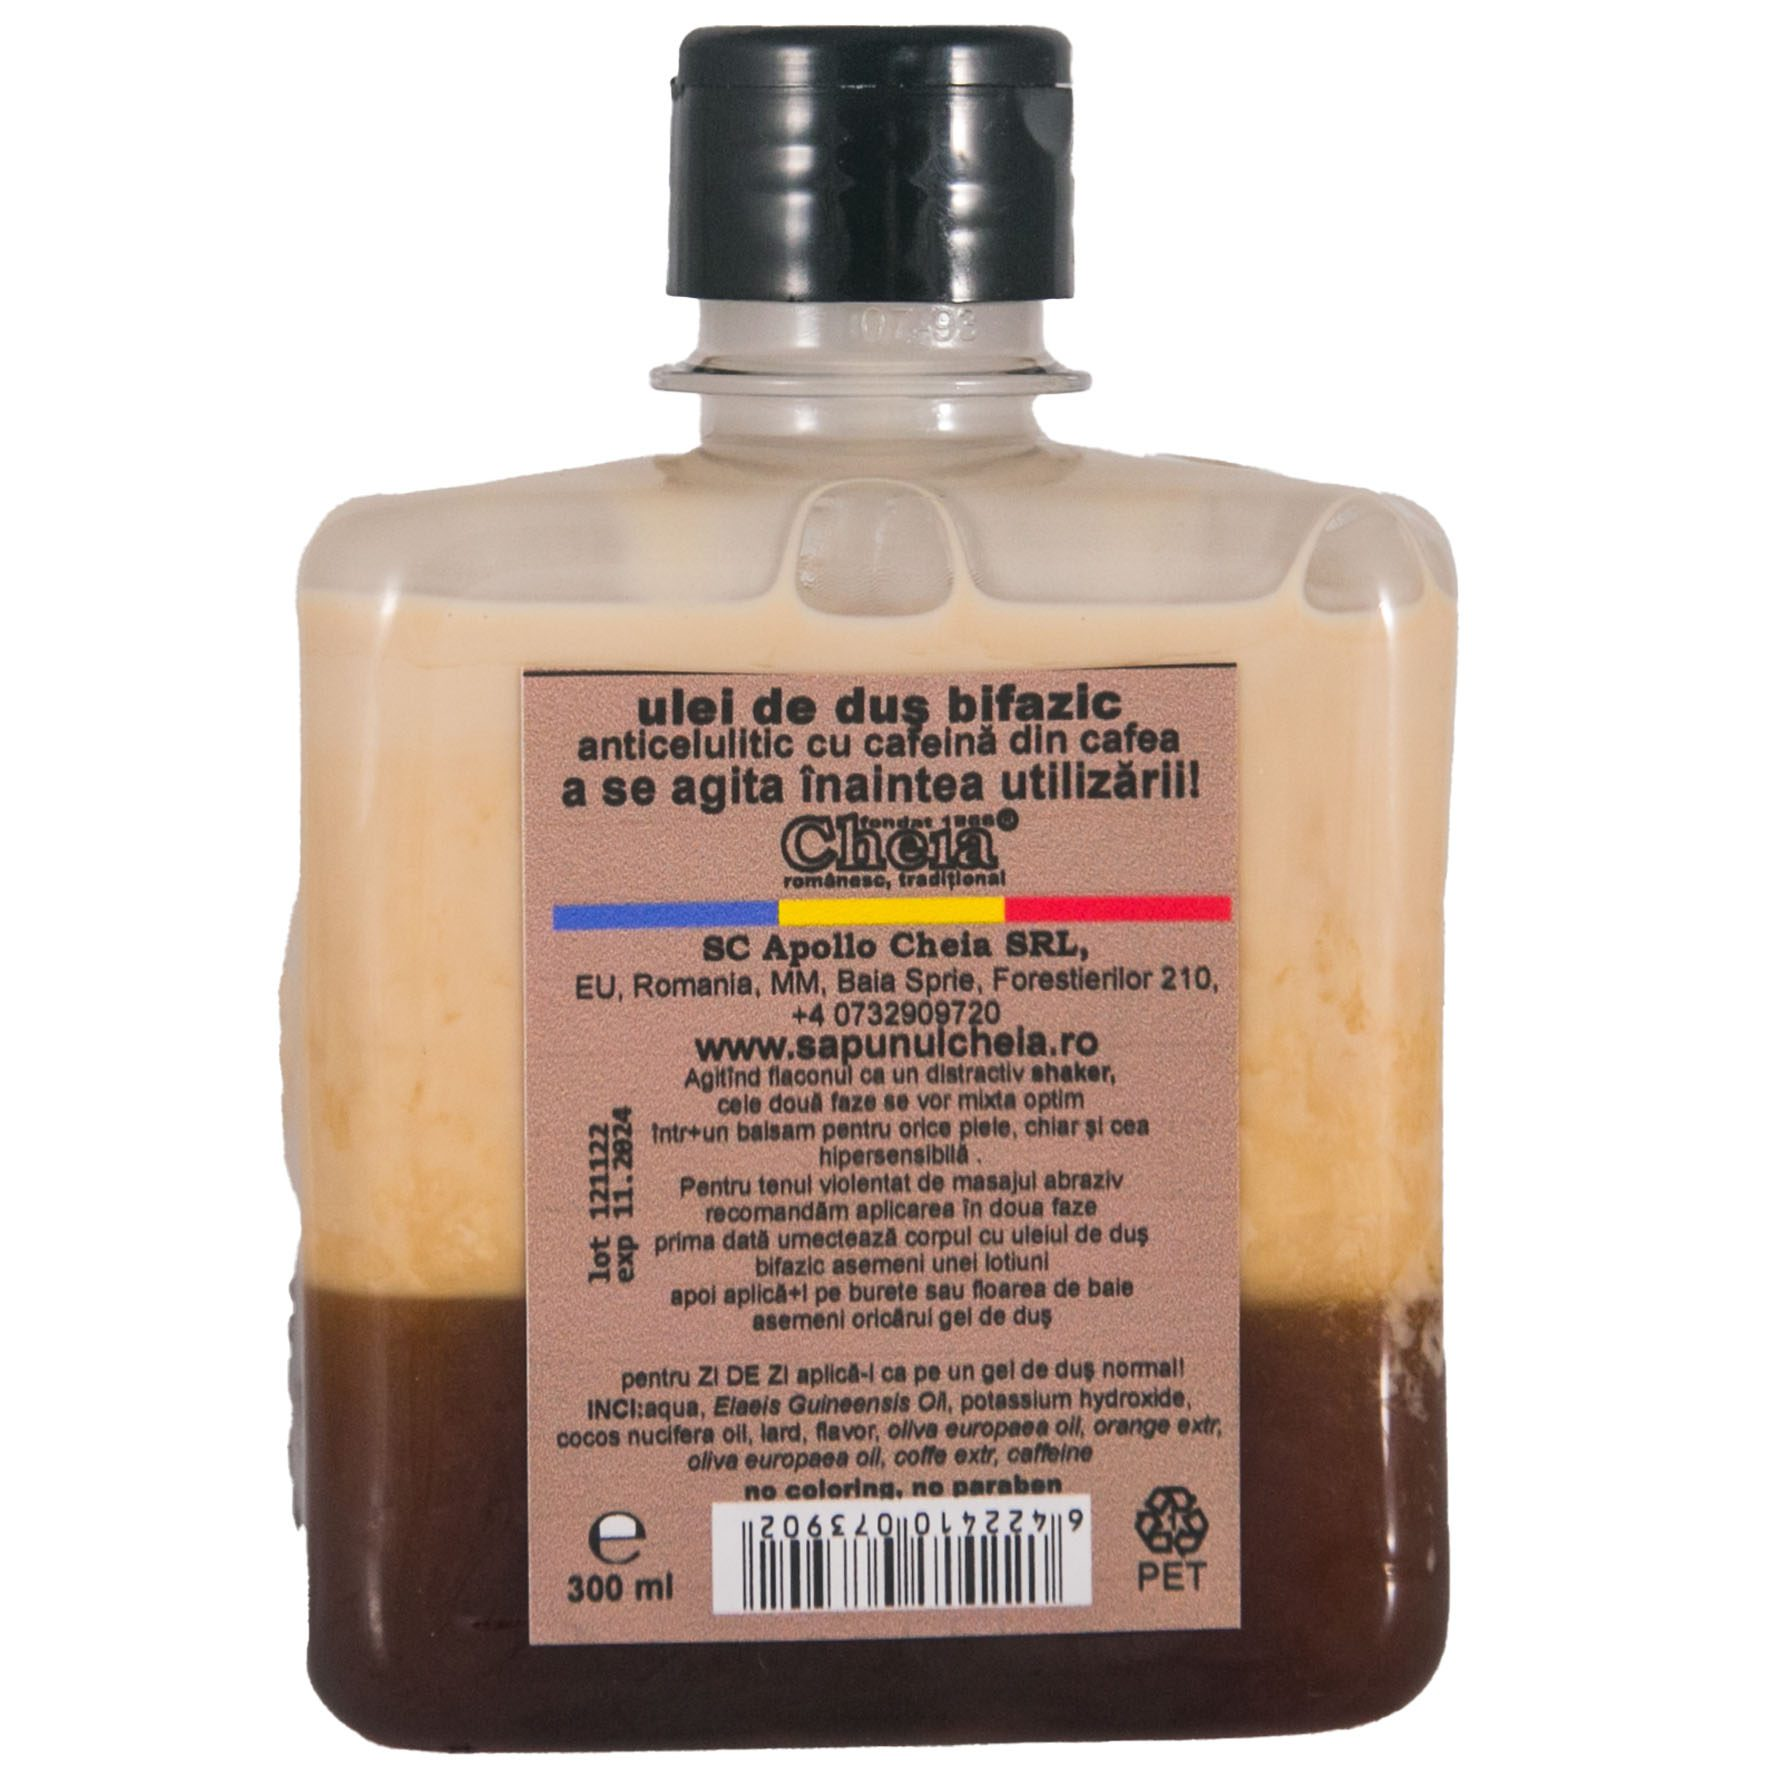 07-98
ulei de duș bifazic
anticelulitic cu cafeină din cafea
a se agita înaintea utilizării!
fondat
Cheia®
românesc, tradițional
SC Apollo Cheia SRL,
EU, Romania, MM, Baia Sprie, Forestierilor 210,
+4 0732909720
www.sapunulcheia.ro
Agitînd flaconul ca un distractiv shaker,
cele două faze se vor mixta optim
într+un balsam pentru orice piele, chiar și cea
hipersensibilă .
Pentru tenul violentat de masajul abraziv
recomandăm aplicarea în doua faze
prima dată umectează corpul cu uleiul de duș
bifazic asemeni unei lotiuni
apoi aplică+l pe burete sau floarea de baie
asemeni oricărui gel de duș
lot 121122
exp 11.2024
pentru ZI DE ZI aplică-l ca pe un gel de duș normal!
INCI:aqua, Elaeis Guineensis Oil, potassium hydroxide,
cocos nucifera oil, lard, flavor, oliva europaea oil, orange extr,
oliva europaea oil, coffe extr, caffeine
no coloring, no paraben
e
300 ml
6422410073902
1
PET